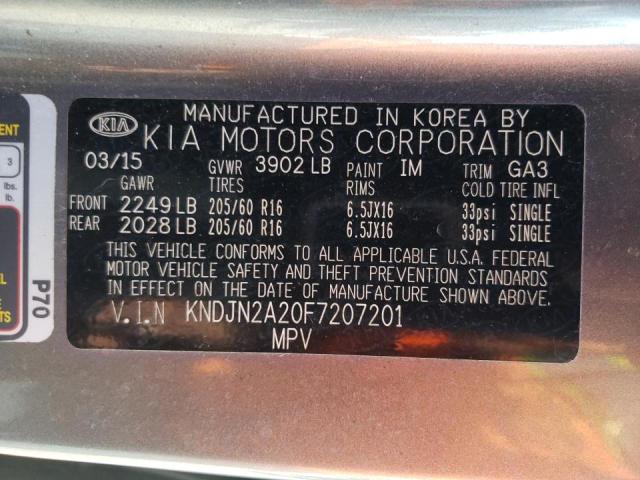 KIA
MANUFACTURED IN KOREA BY
KIA MOTORS CORPORATION
03/15 GVWR 3902 LB PAINT IM TRIM GA3
GAWR TIRES RIMS COLD TIRE INFL
FRONT 2249 LB 205/60 R16 6.5JX16 33psi SINGLE
REAR 2028 LB 205/60 R16 6.5JX16 33psi SINGLE
THIS VEHICLE CONFORMS TO ALL APPLICABLE U.S.A. FEDERAL
MOTOR VEHICLE SAFETY AND THEFT PREVENTION STANDARDS
IN EFFECT ON THE DATE OF MANUFACTURE SHOWN ABOVE.
V.I.N KNDJN2A20F7207201
MPV
3
lbs.
lb.
P70